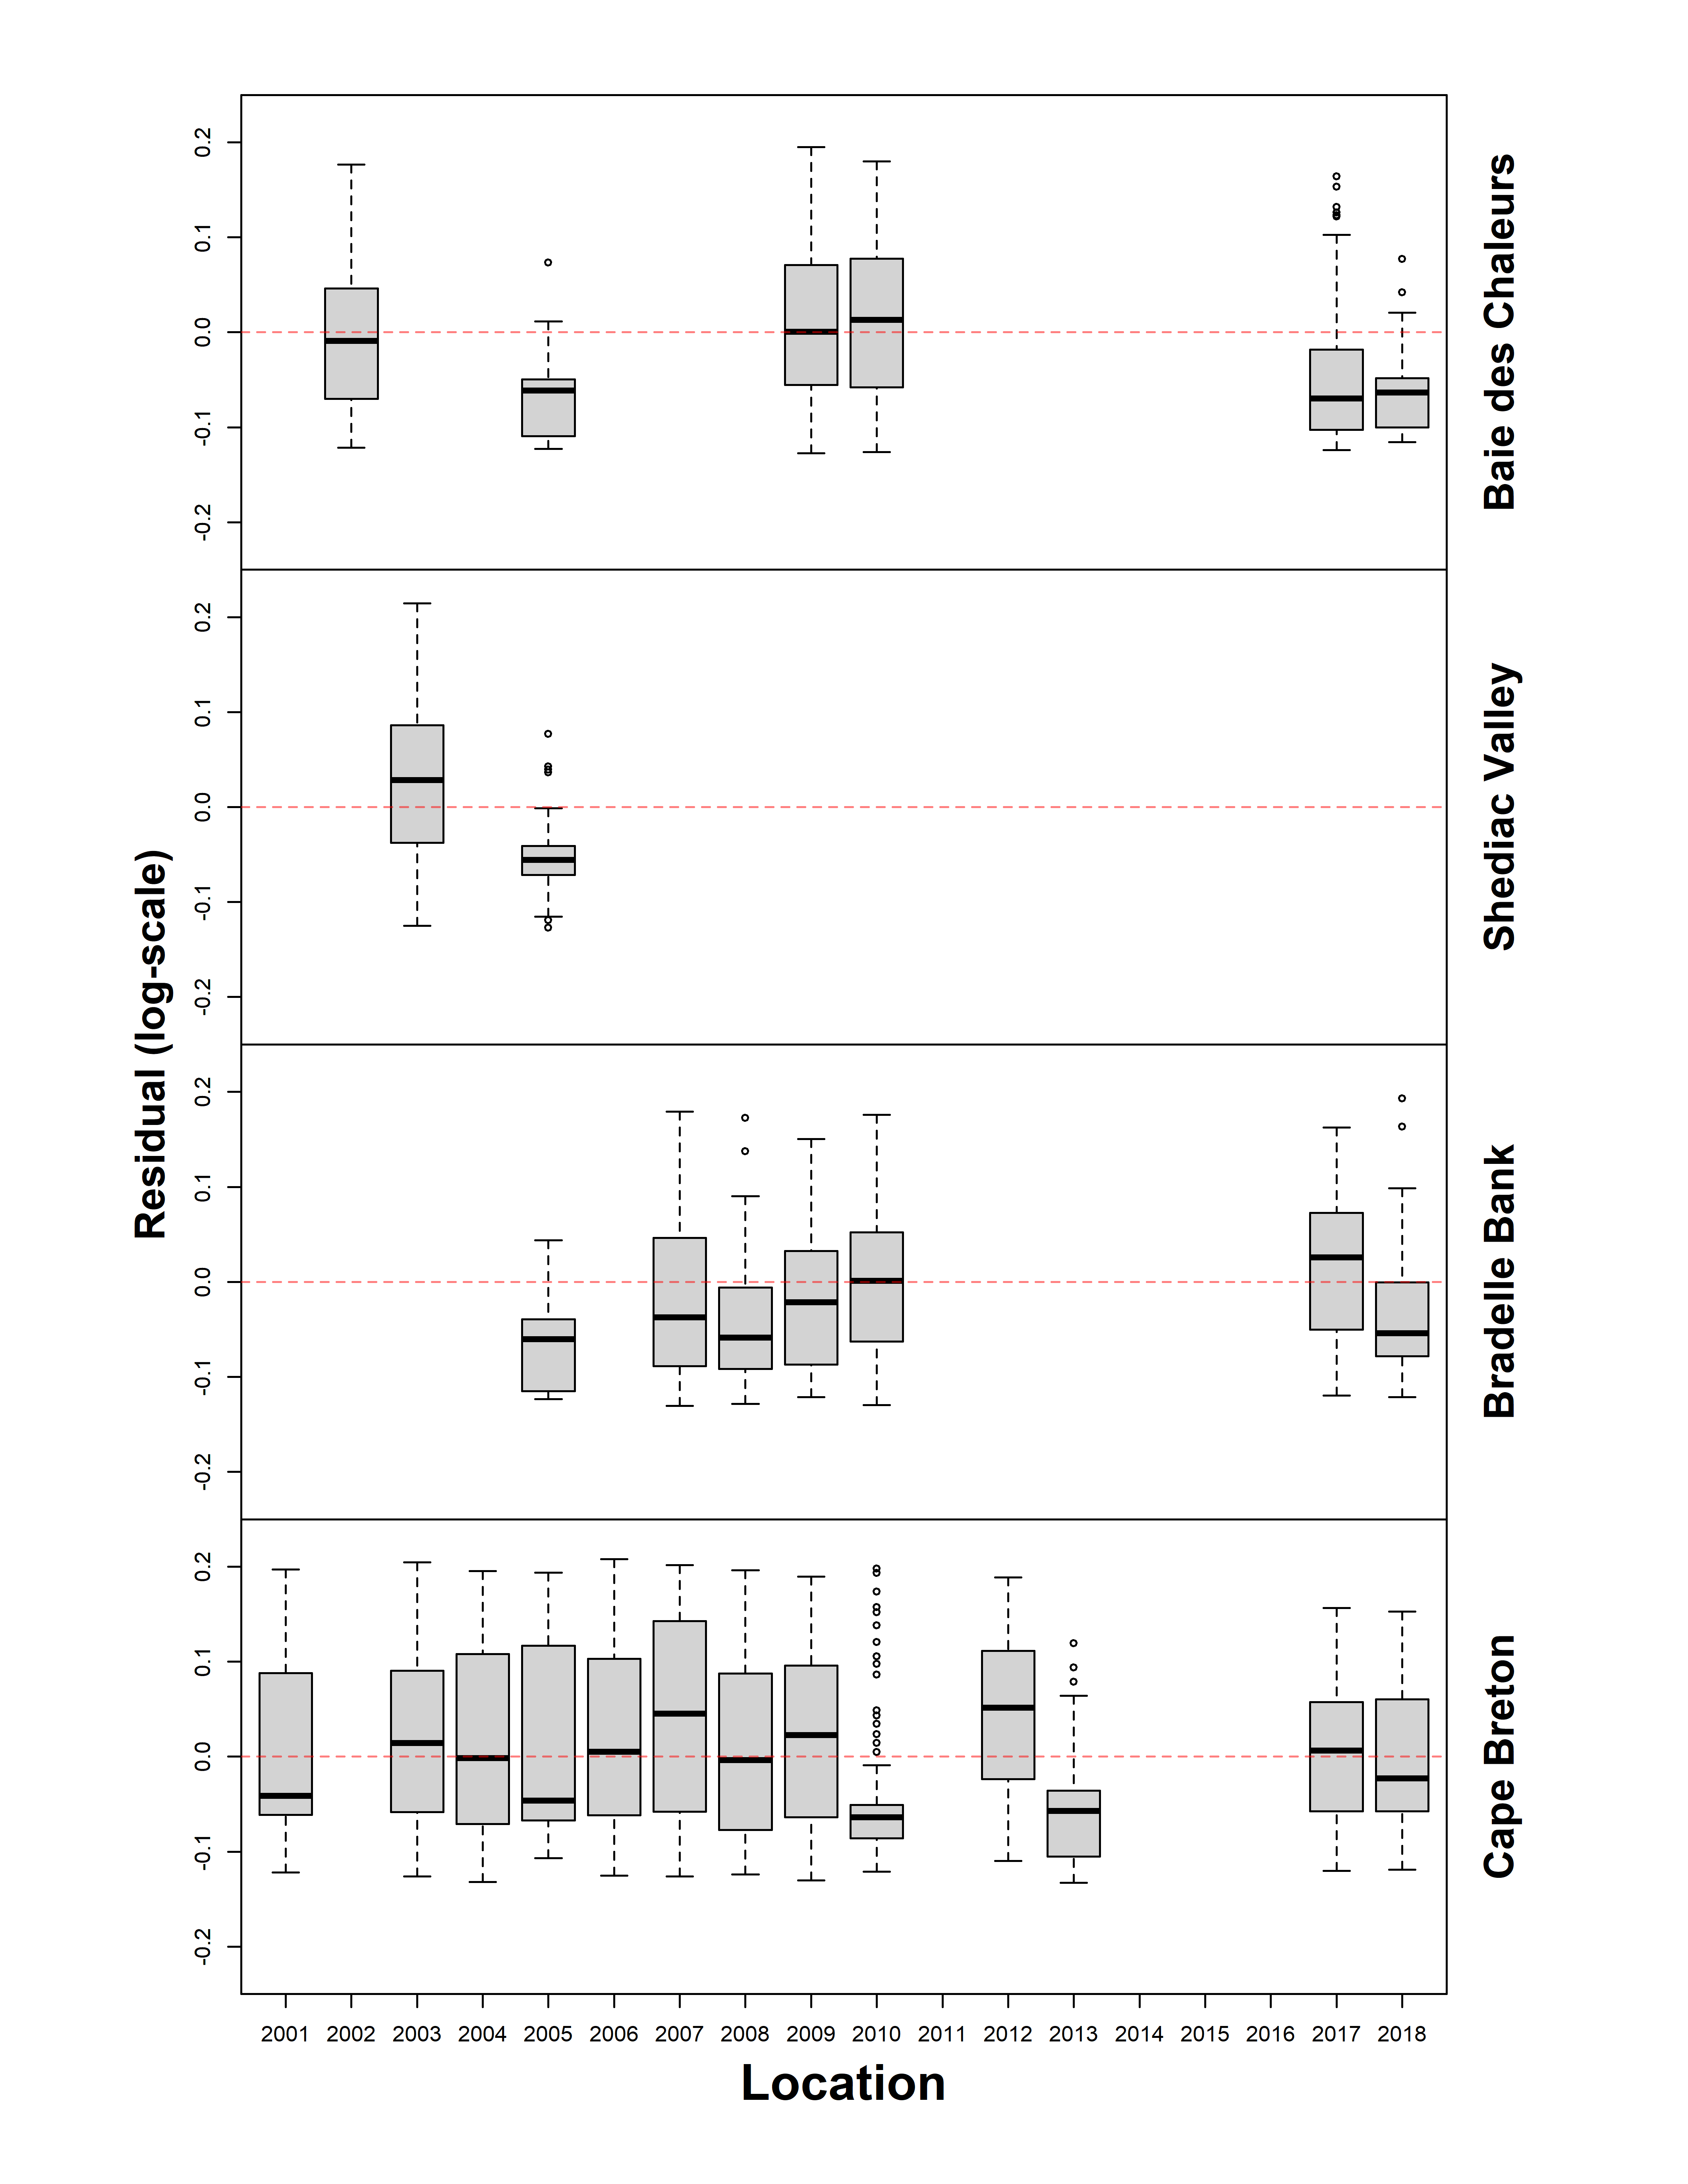 Residual (log-scale)
0.2
0.1
0.0
-0.1
-0.2
Baie des Chaleurs
0.2
0.1
0.0
-0.1
-0.2
Shediac Valley
0.2
0.1
0.0
-0.1
-0.2
Bradelle Bank
0.2
0.1
0.0
-0.1
-0.2
Cape Breton
2001 2002 2003 2004 2005 2006 2007 2008 2009 2010 2011 2012 2013 2014 2015 2016 2017 2018
Location